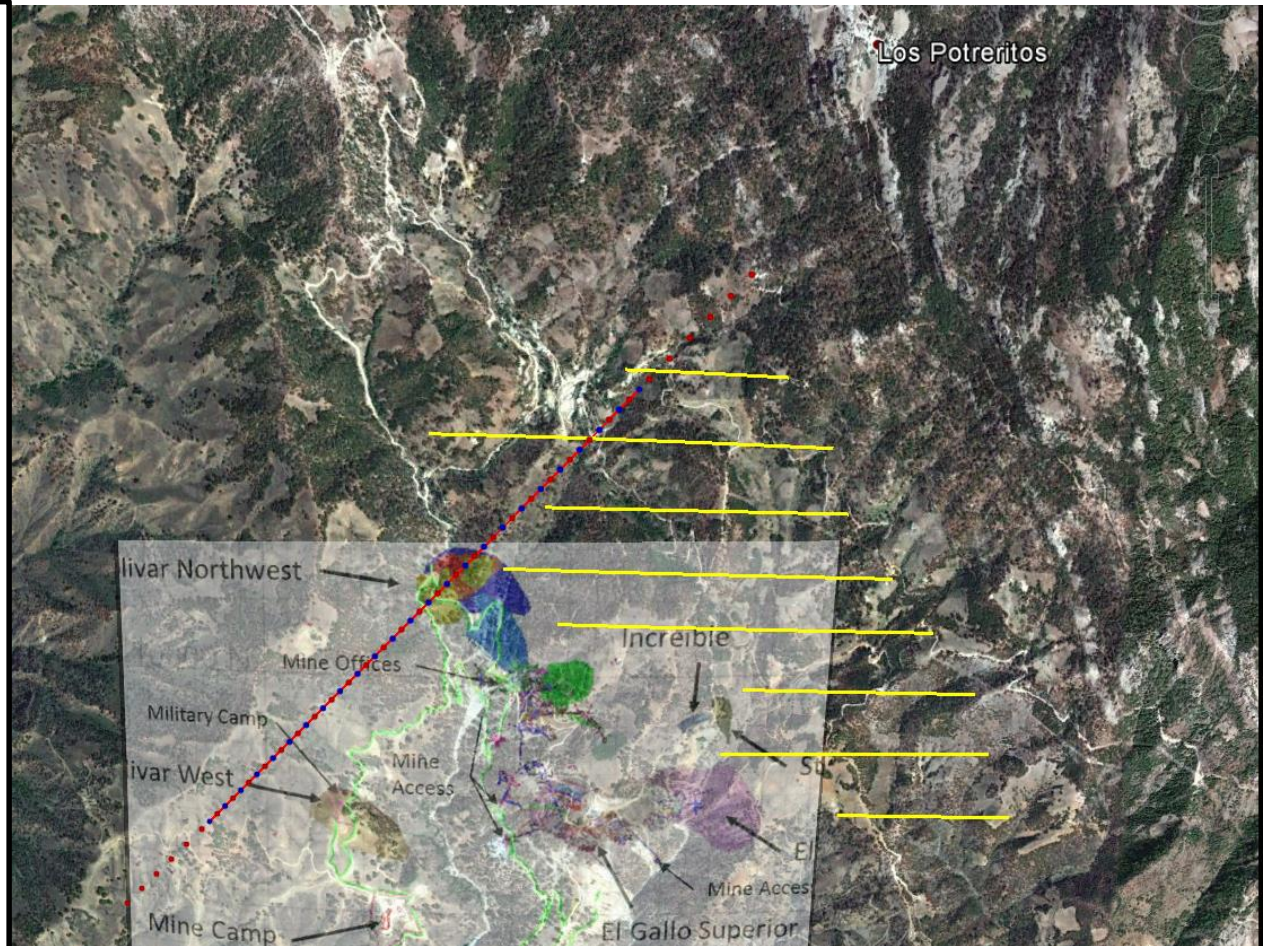 Los Potreritos
livar Northwest
Increible
Mine Offices
Military Camp
Mine
Access
ivar West
El
Mine Acces
Mine Camp
El Gallo Superior